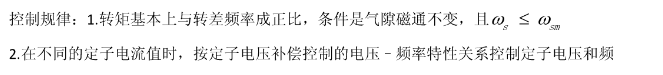 控制规律：1.转矩基本上与转差频率成正比，条件是气隙磁通不变，且 ωs ≤ ωsm
2.在不同的定子电流值时，按定子电压补偿控制的电压﹣频率特性关系控制定子电压和频